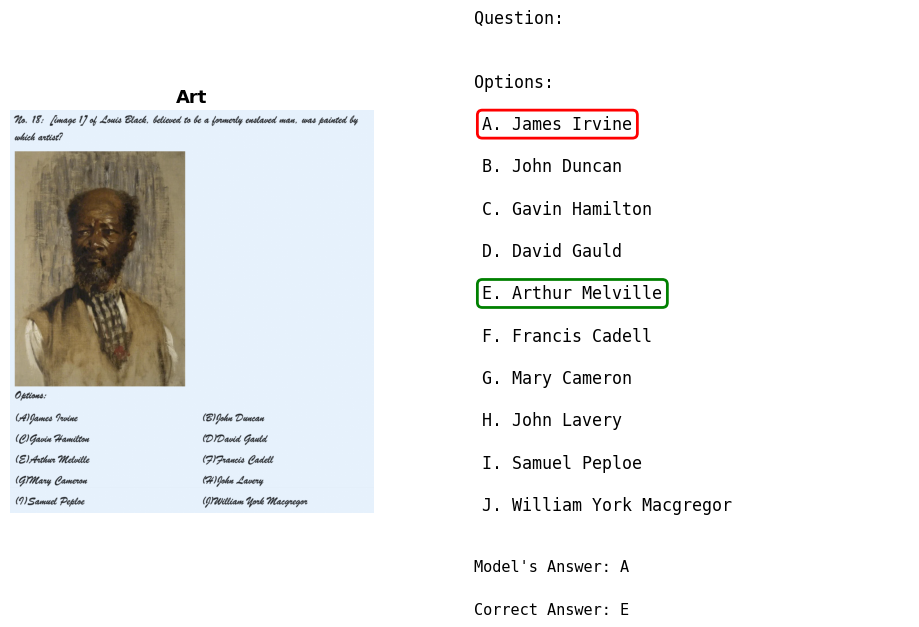 Art
No. 18: [image 1] of Louis Black, believed to be a formerly enslaved man, was painted by
which artist?
Options:
(A)James Irvine
(B)John Duncan
(C)Gavin Hamilton
(D)David Gauld
(E)Arthur Melville
(F)Francis Cadell
(G)Mary Cameron
(H)John Lavery
(I)Samuel Peploe
(J)William York Macgregor
Question:
Options:
A. James Irvine
B. John Duncan
C. Gavin Hamilton
D. David Gauld
E. Arthur Melville
F. Francis Cadell
G. Mary Cameron
H. John Lavery
I. Samuel Peploe
J. William York Macgregor
Model's Answer: A
Correct Answer: E